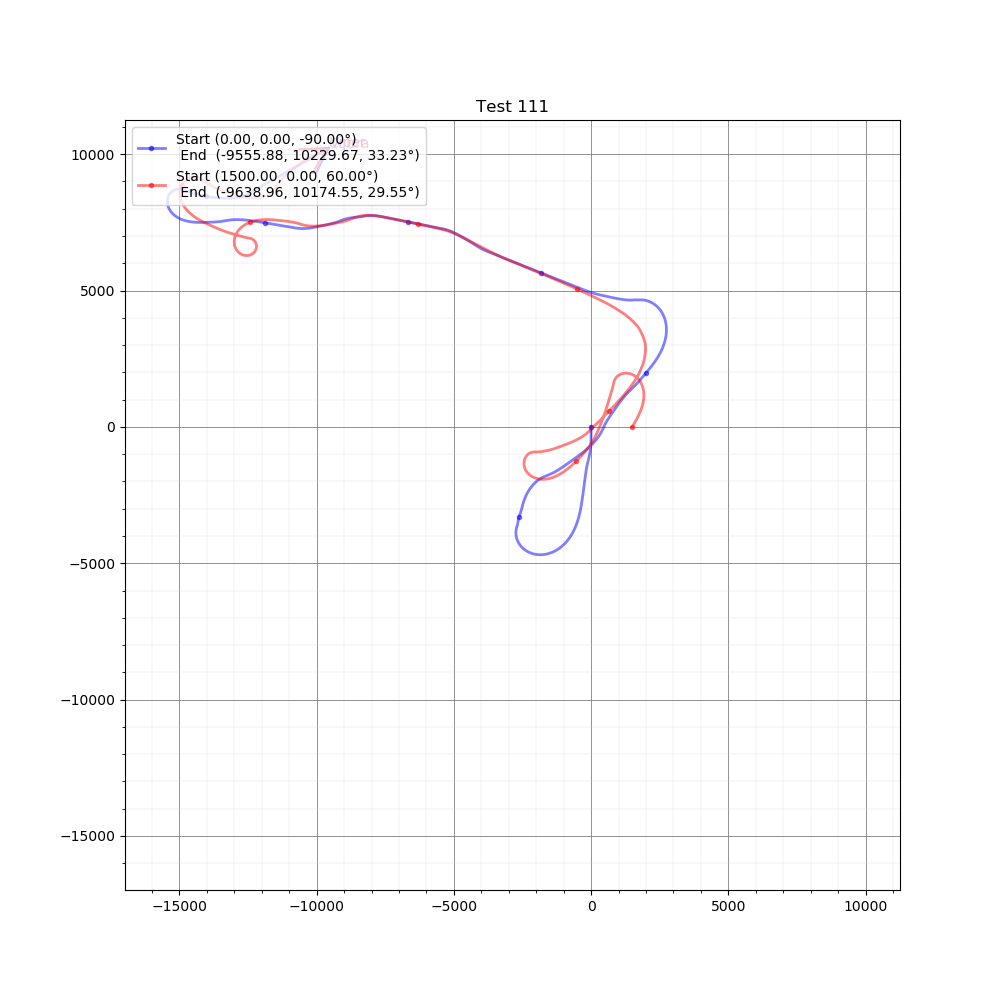 Test 111
Start (0.00, 0.00, -90.00°)
End  (-9555.88, 10229.67, 33.23°)
Start (1500.00, 0.00, 60.00°)
End  (-9638.96, 10174.55, 29.55°)
10000
5000
0
−5000
−10000
−15000
−15000
−10000
−5000
0
5000
10000